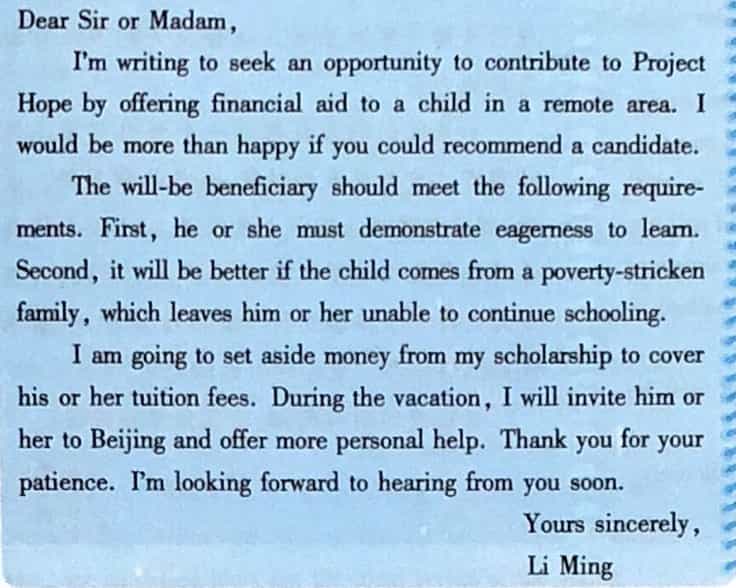 Dear Sir or Madam,
I'm writing to seek an opportunity to contribute to Project
Hope by offering financial aid to a child in a remote area. I
would be more than happy if you could recommend a candidate.
The will-be beneficiary should meet the following require-
ments. First, he or she must demonstrate eagerness to learn.
Second, it will be better if the child comes from a poverty-stricken
family, which leaves him or her unable to continue schooling.
I am going to set aside money from my scholarship to cover
his or her tuition fees. During the vacation, I will invite him or
her to Beijing and offer more personal help. Thank you for your
patience. I'm looking forward to hearing from you soon.
Yours sincerely,
Li Ming